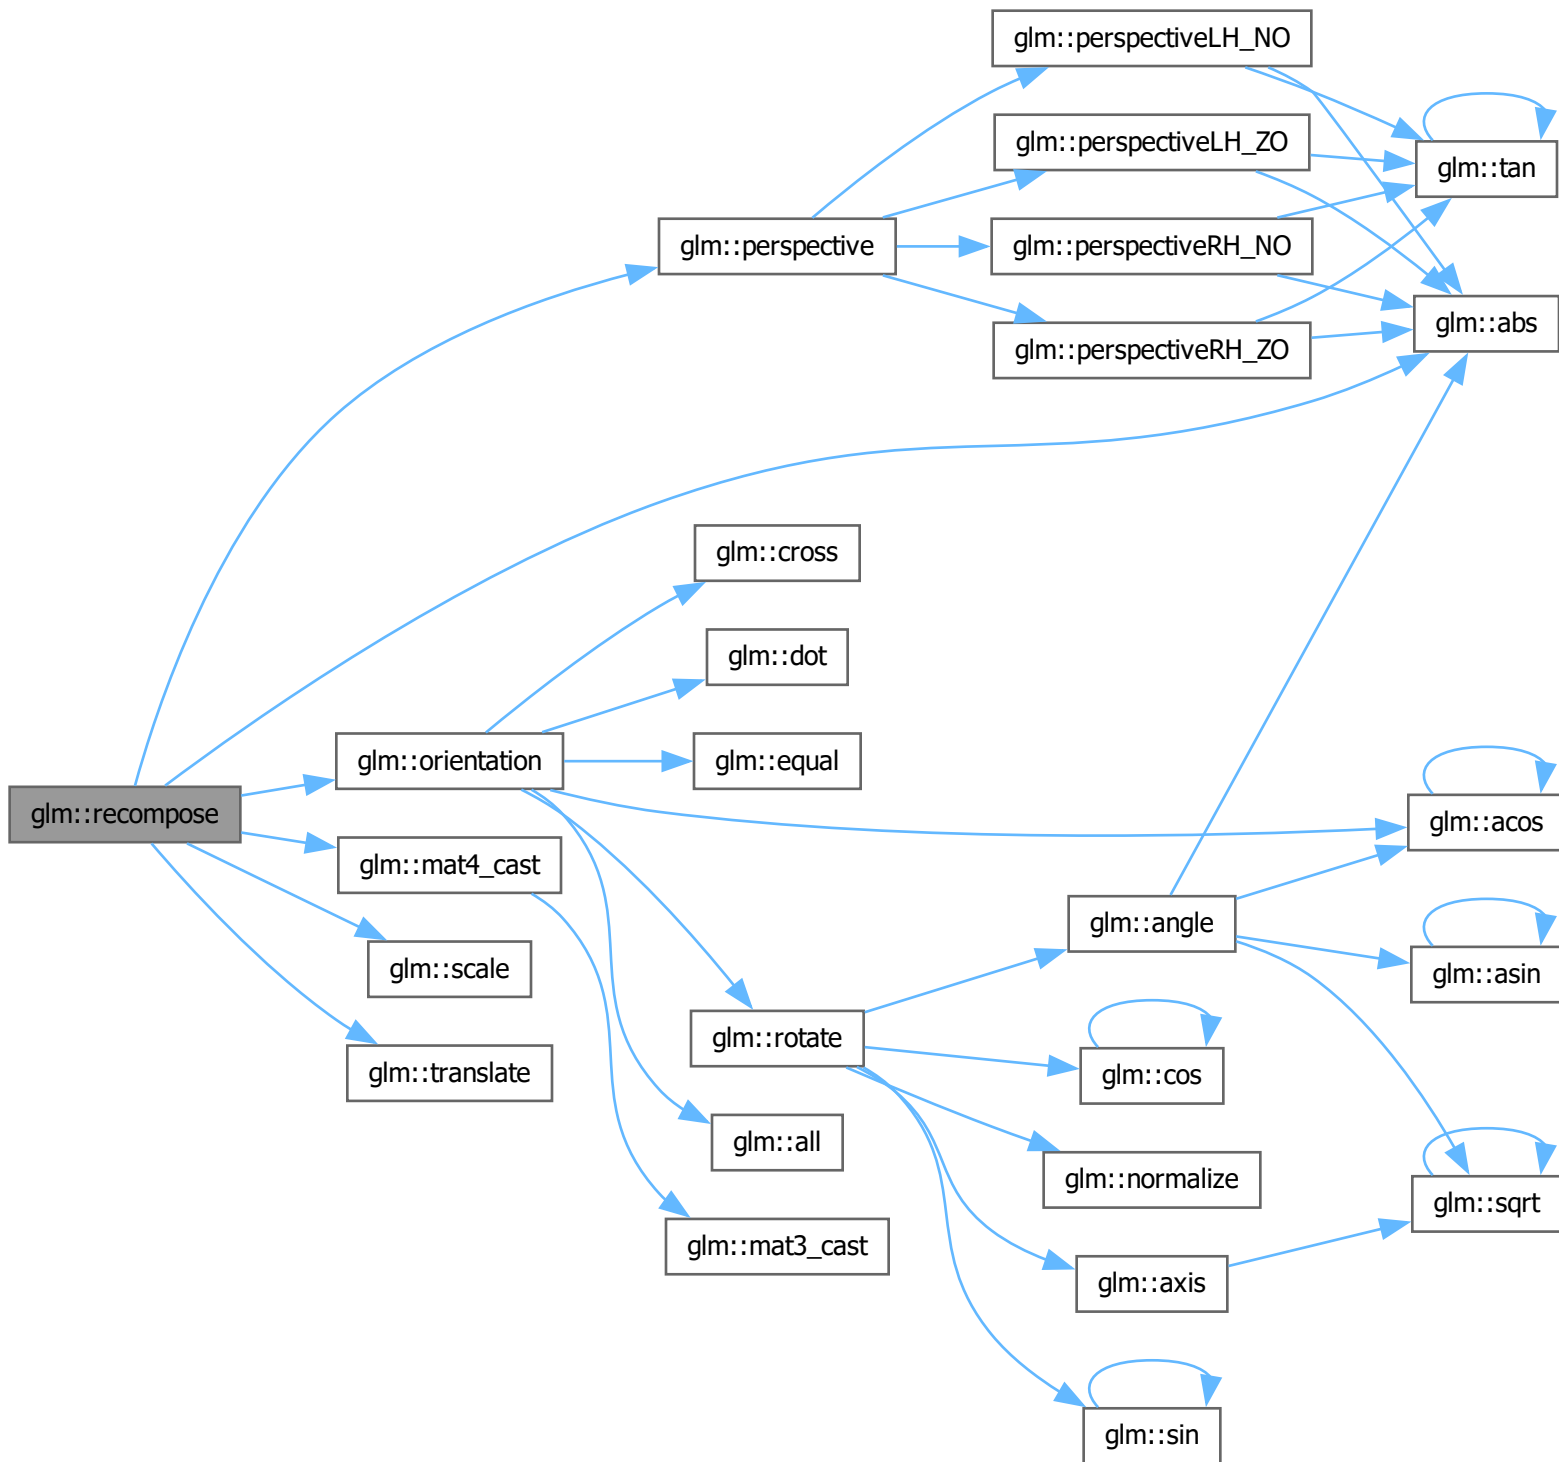 glm::perspectiveLH_NO
glm::perspectiveLH_ZO
glm::tan
glm::perspective
glm::perspectiveRH_NO
glm::abs
glm::perspectiveRH_ZO
glm::cross
glm::dot
glm::orientation
glm::equal
glm::recompose
glm::acos
glm::mat4_cast
glm::angle
glm::scale
glm::asin
glm::rotate
glm::translate
glm::cos
glm::all
glm::normalize
glm::sqrt
glm::mat3_cast
glm::axis
glm::sin